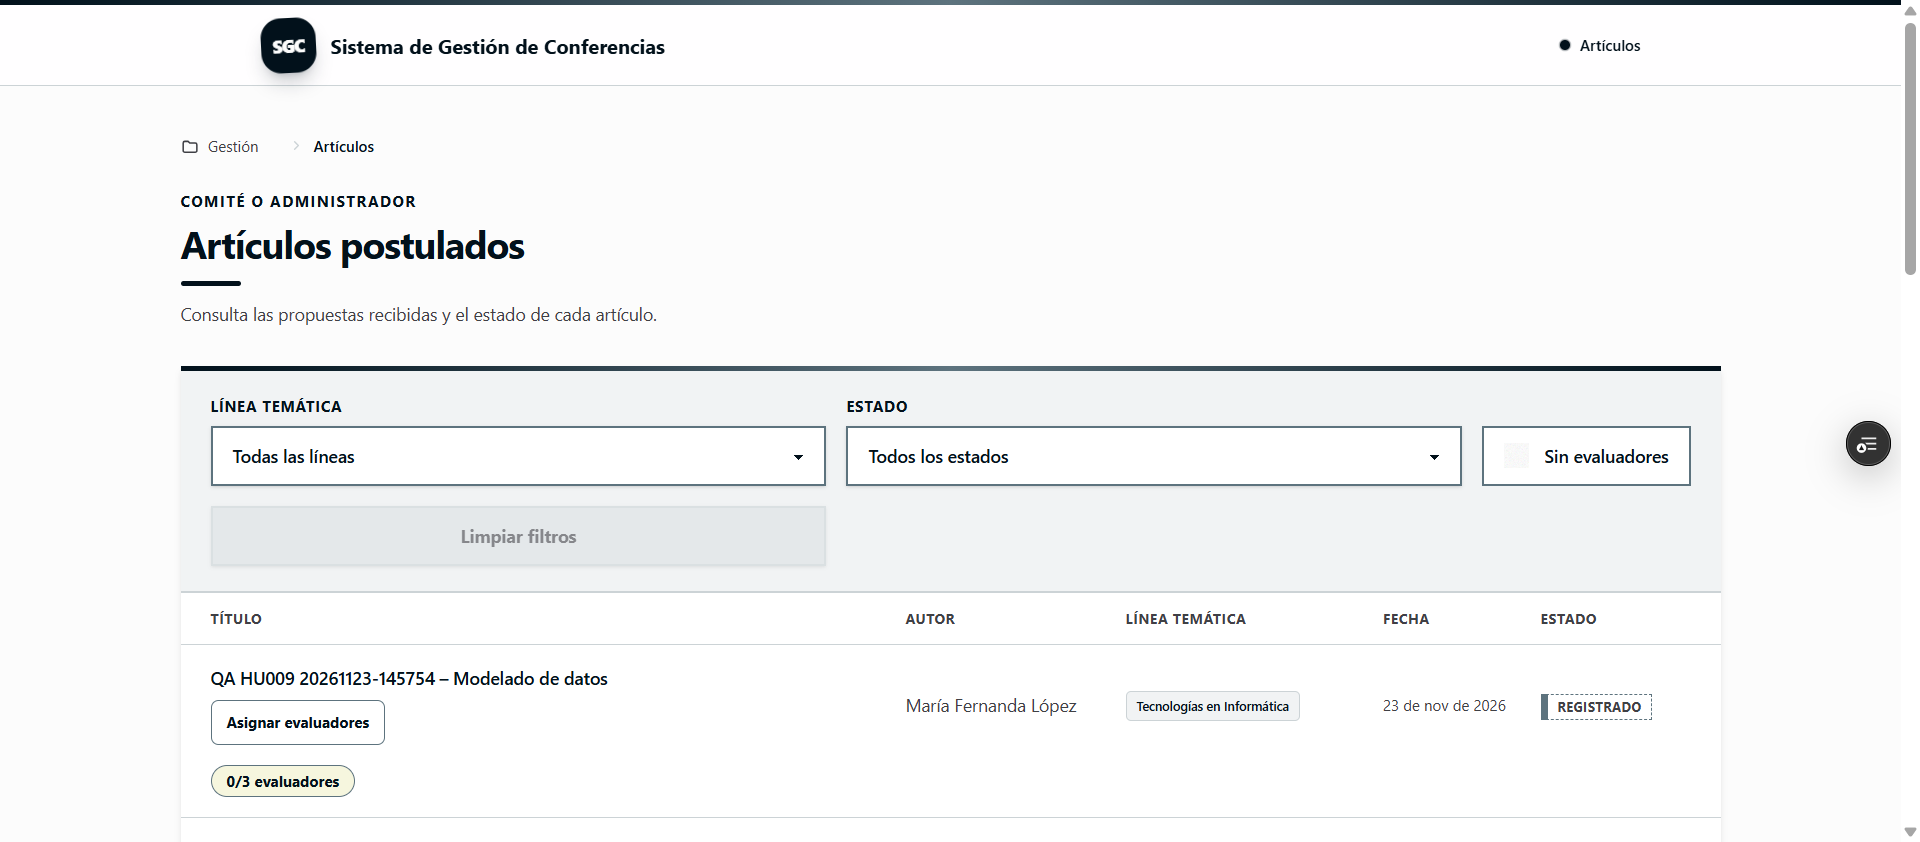 SGC Sistema de Gestión de Conferencias
Artículos
Gestión > Artículos
COMITÉ O ADMINISTRADOR
Artículos postulados
Consulta las propuestas recibidas y el estado de cada artículo.
LÍNEA TEMÁTICA
ESTADO
Todas las líneas
Todos los estados
Sin evaluadores
Limpiar filtros
TÍTULO AUTOR LÍNEA TEMÁTICA FECHA ESTADO
QA HU009 20261123-145754 – Modelado de datos
Asignar evaluadores
0/3 evaluadores
María Fernanda López
Tecnologías en Informática
23 de nov de 2026
REGISTRADO